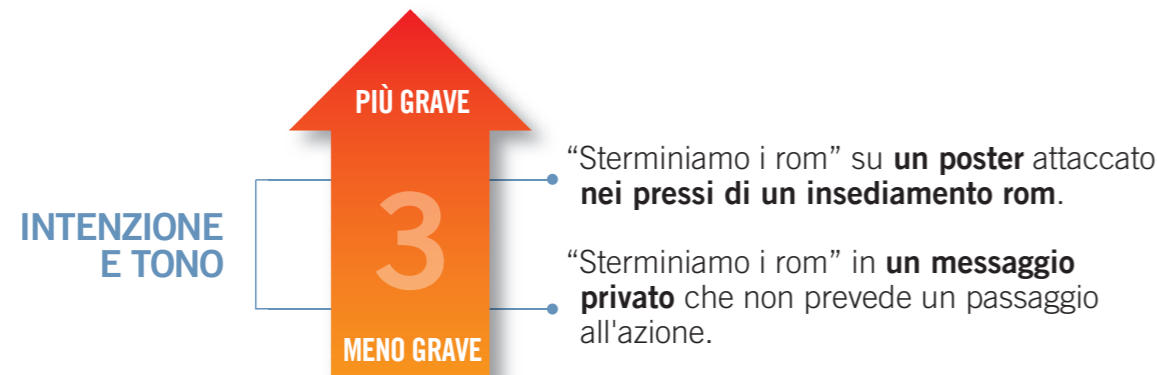 PIÙ GRAVE
“Sterminiamo i rom” su un poster attaccato
nei pressi di un insediamento rom.
3
INTENZIONE
E TONO
“Sterminiamo i rom” in un messaggio
privato che non prevede un passaggio
all'azione.
MENO GRAVE